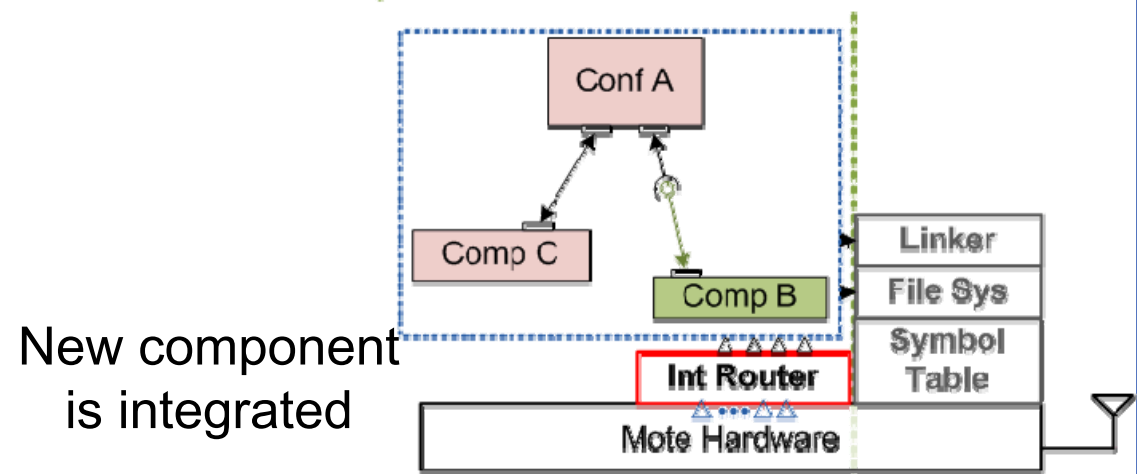 Conf A
Comp C
Comp B
Linker
File Sys
Symbol
Table
New component
is integrated
Int Router
Mote Hardware